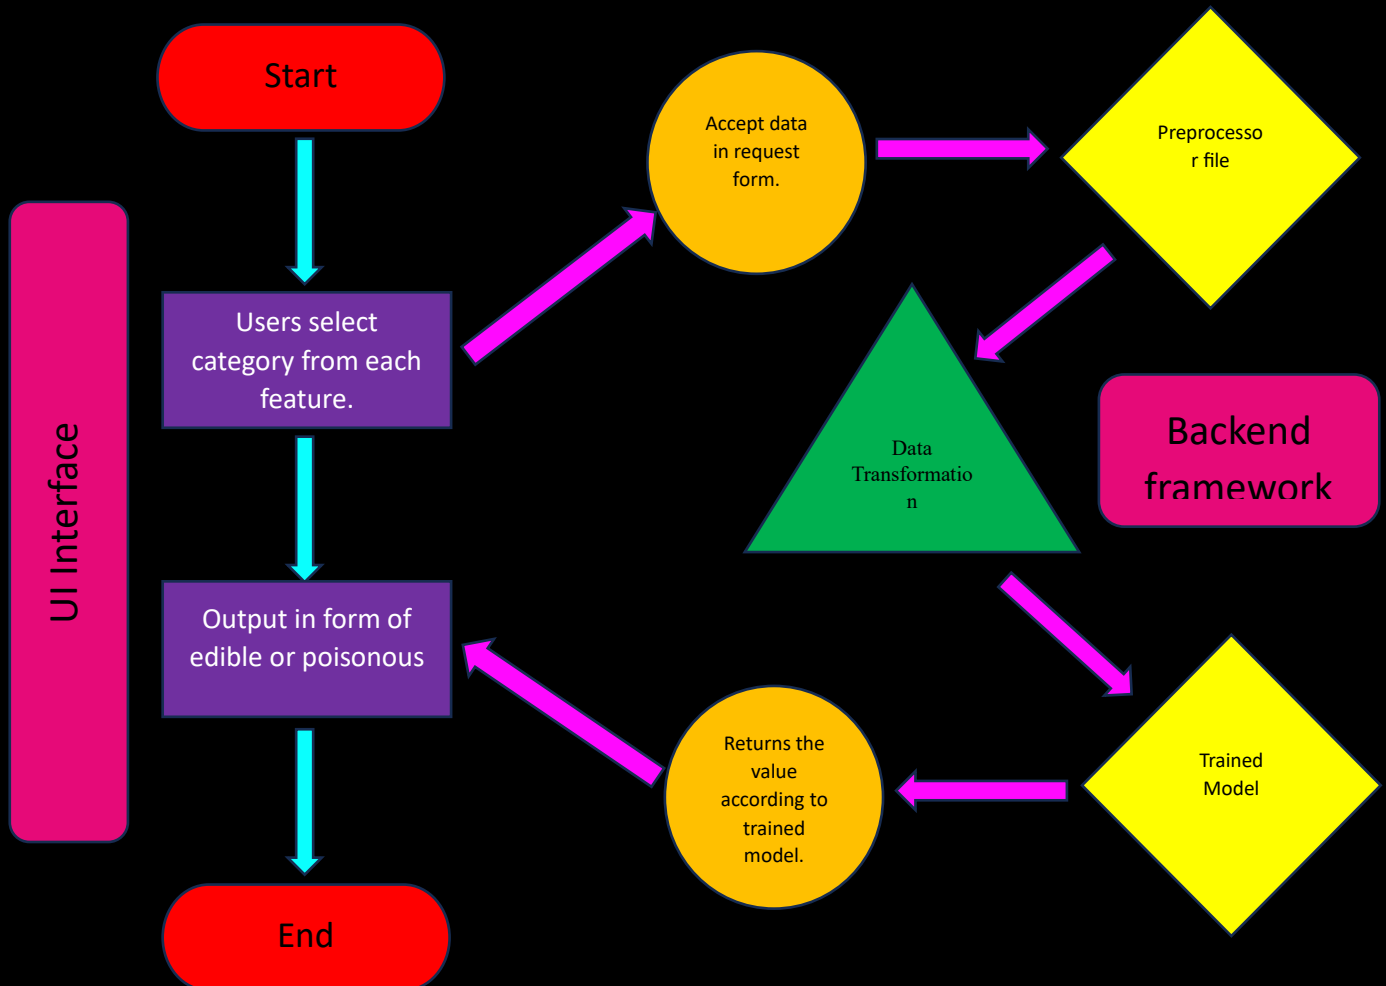 Start
Accept data
in request
form.
Preprocesso
r file
Users select
category from each
feature.
UI Interface
Data
Transformatio
n
Backend
framework
Output in form of
edible or poisonous
Returns the
value
according to
trained
model.
Trained
Model
End